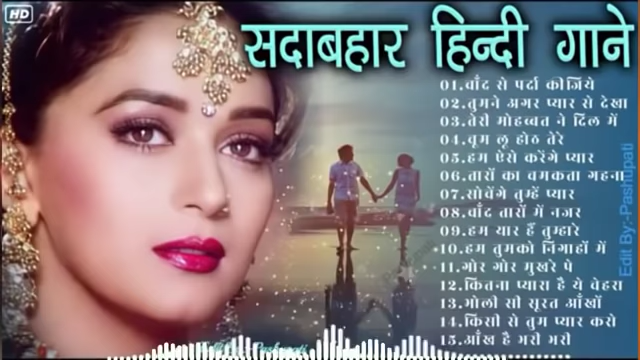 HD
सदाबहार हिन्दी गाने
01.चाँद से पर्दा कीजिये
02.तुमने अगर प्यार से देखा
03.तेरी मोहब्बत ने दिल में
04.चूम लू होठ तेरे
05.हम ऐसे करेंगे प्यार
06.तारों का चमकता गहना
07.सोचेंगे तुम्हें प्यार
08.चाँद तारों में नजर
09.हम यार हैं तुम्हारे
10.हम तुमको निगाहों में
11.गोर गोर मुखरे पे
12.कितना प्यारा है ये चेहरा
13.भोली सी सूरत आँखों
14.किसी से तुम प्यार करो
15.आँख है भरी भरी
Edit By:-Pashupati
Pashupati